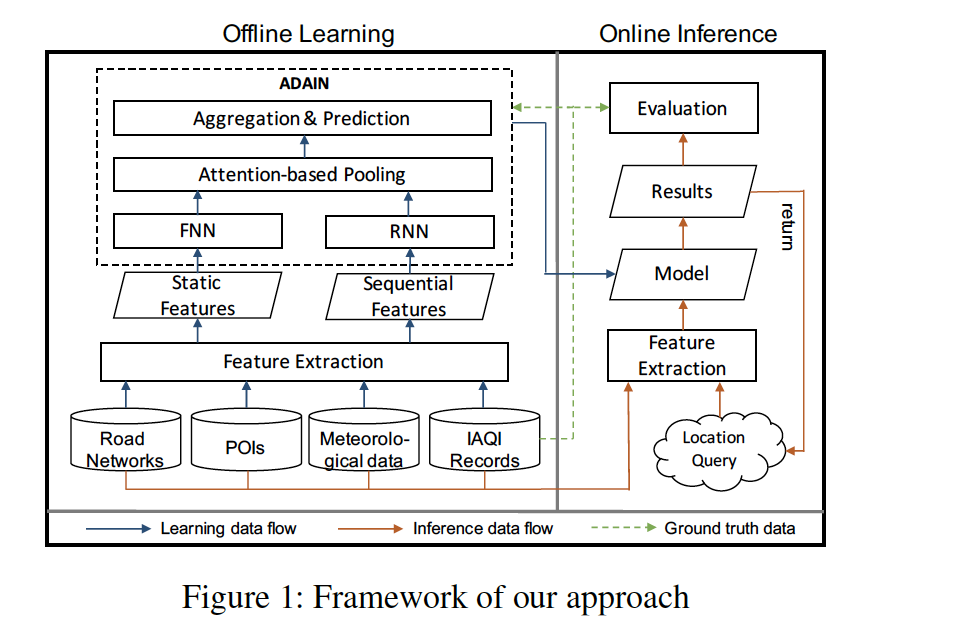 Offline Learning
Online Inference
ADAIN
Aggregation & Prediction
Attention-based Pooling
FNN
RNN
Static
Features
Sequential
Features
Feature Extraction
Road
Networks
POIs
Meteorolo-
gical data
IAQI
Records
Evaluation
Results
return
Model
Feature
Extraction
Location
Query
Learning data flow
Inference data flow
Ground truth data
Figure 1: Framework of our approach